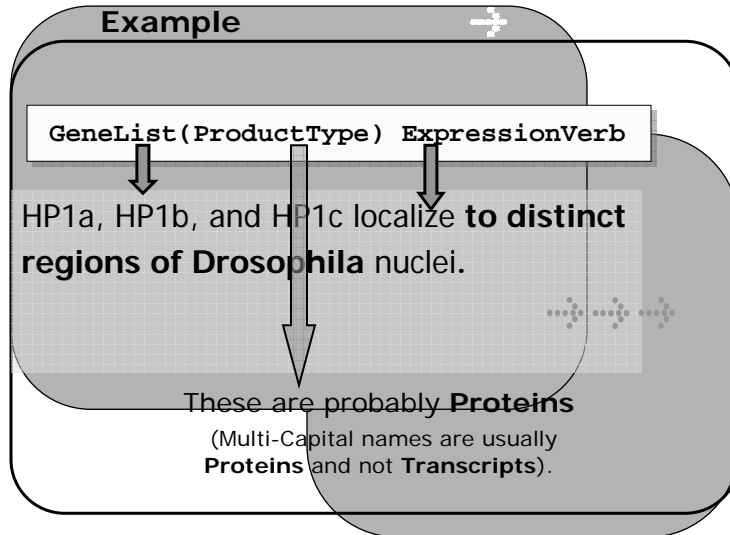 Example
GeneList(ProductType) ExpressionVerb
HP1a, HP1b, and HP1c localize to distinct
regions of Drosophila nuclei.
These are probably Proteins
(Multi-Capital names are usually
Proteins and not Transcripts).